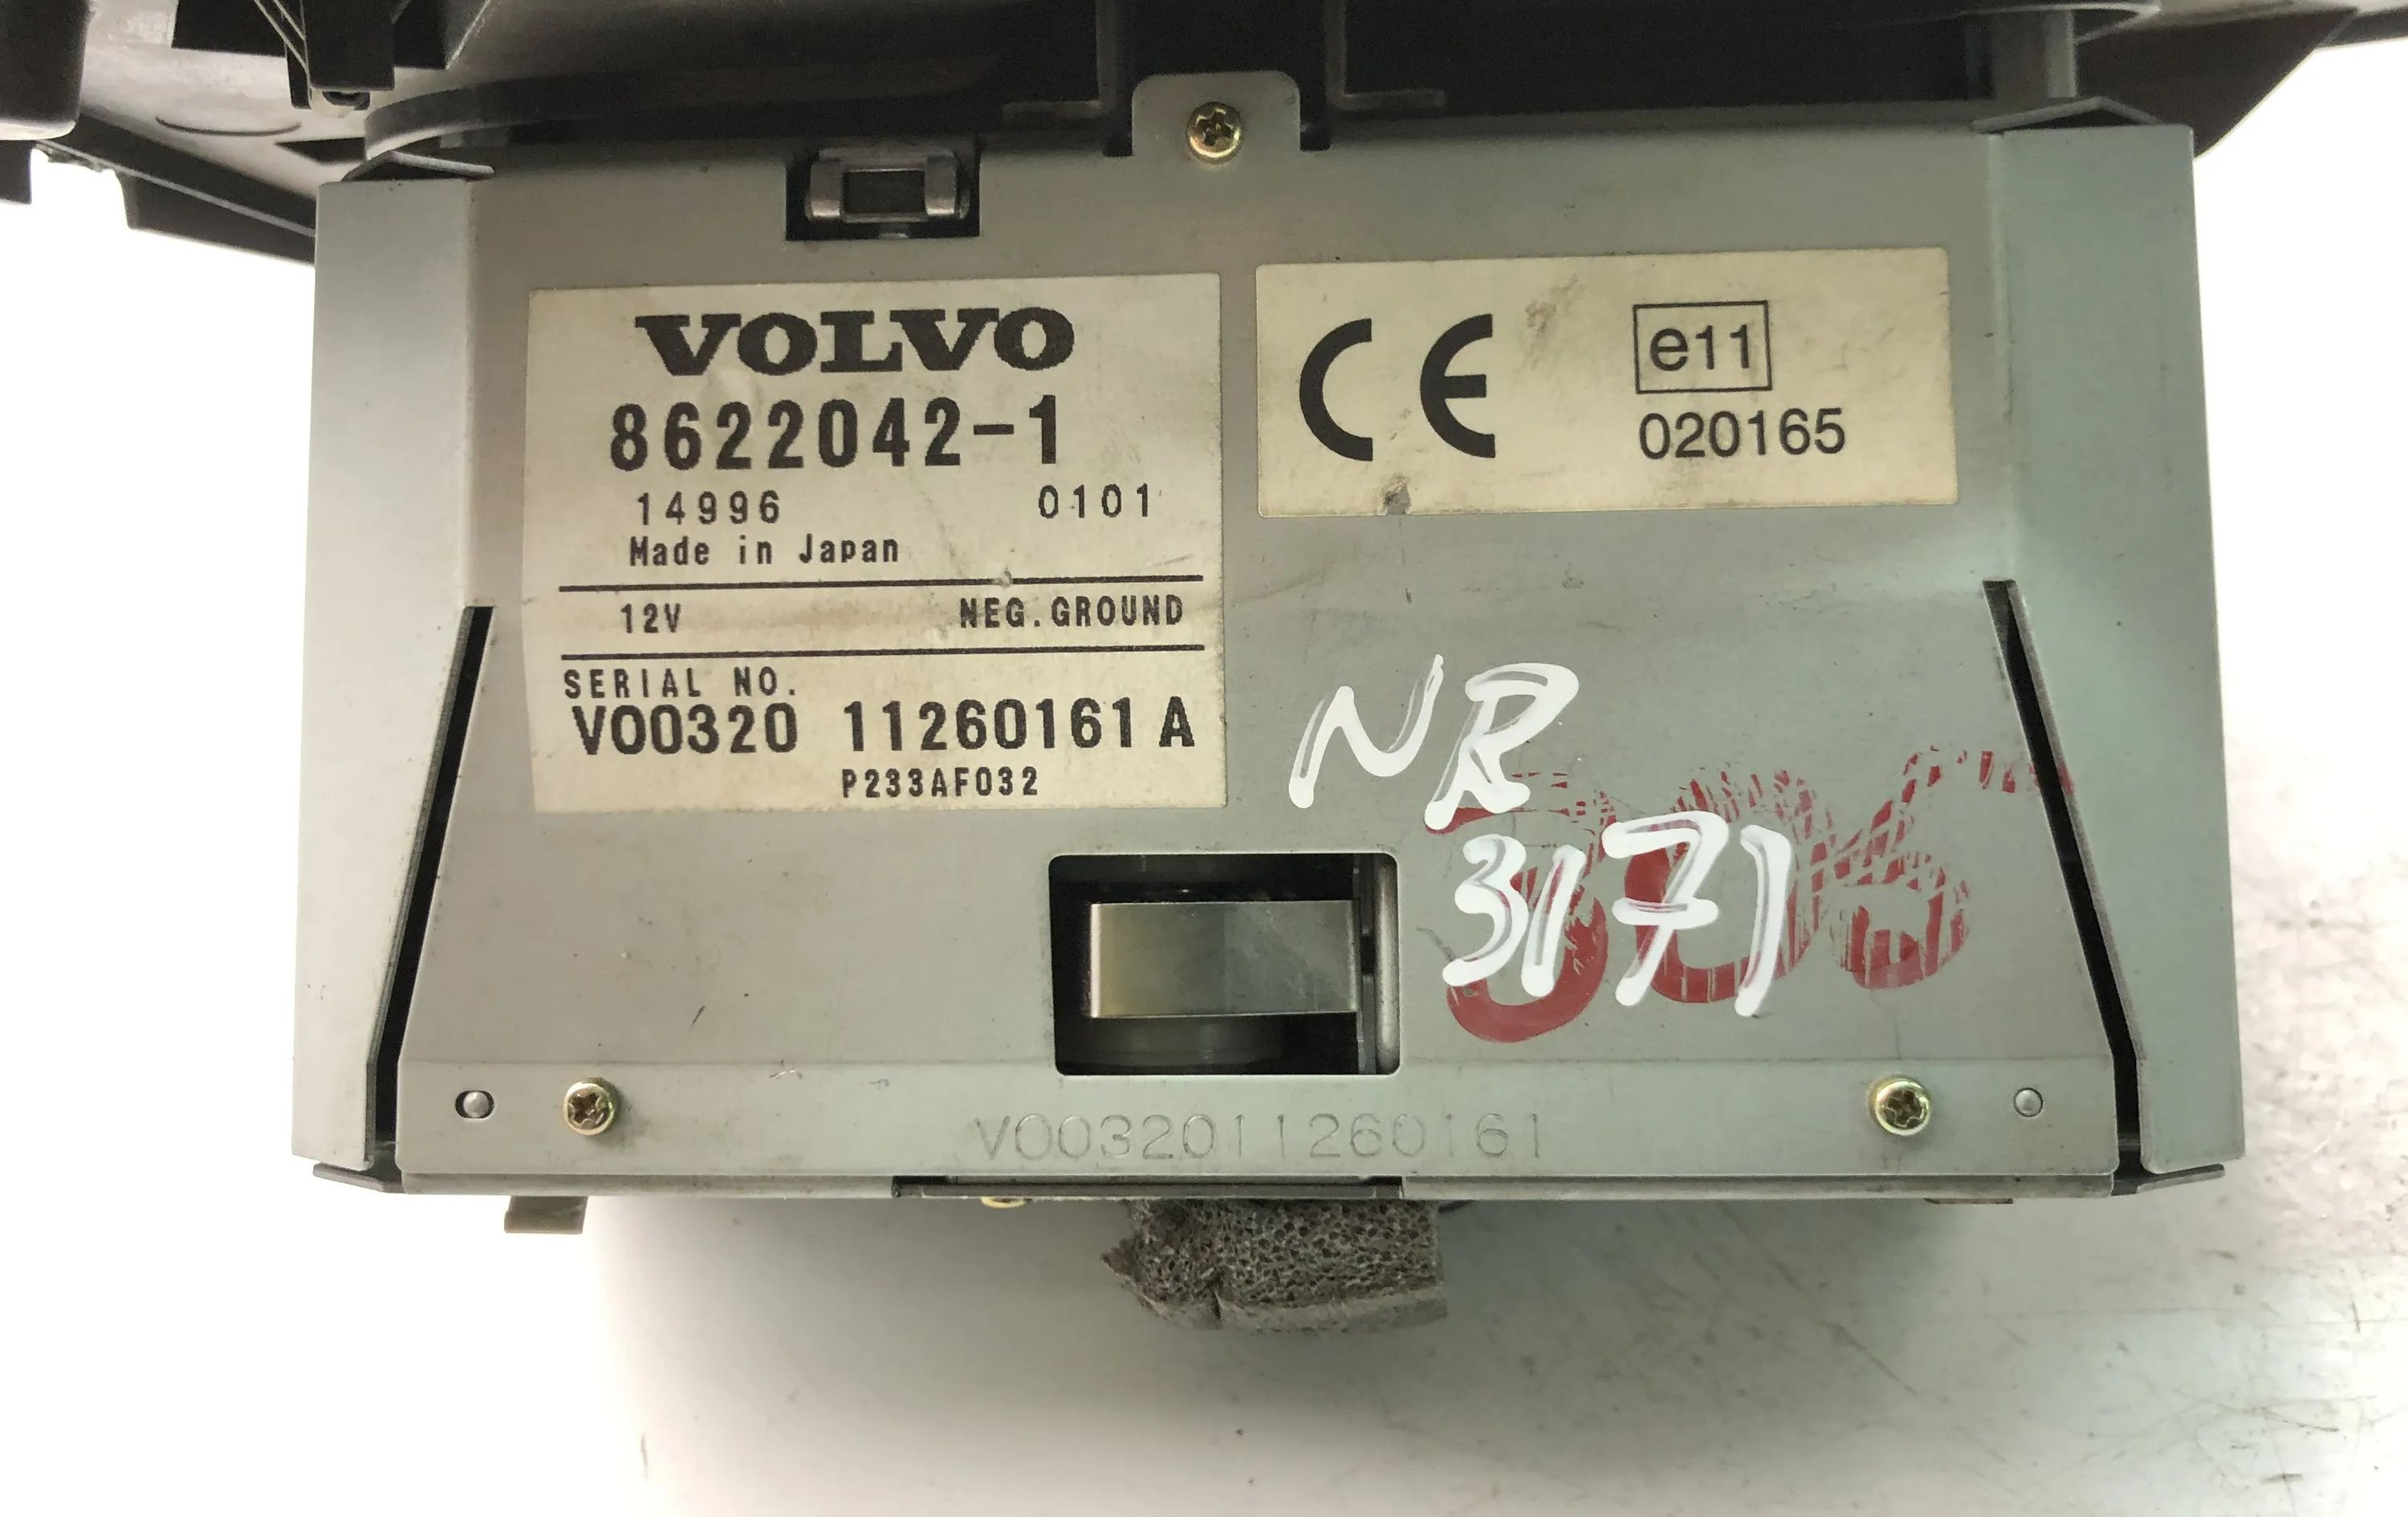 VOLVO
8622042-1
14996 0101
Made in Japan
12V NEG.GROUND
SERIAL NO.
V00320 11260161 A
P233AF032
CE e11
020165
NR
3171
V0032011260161